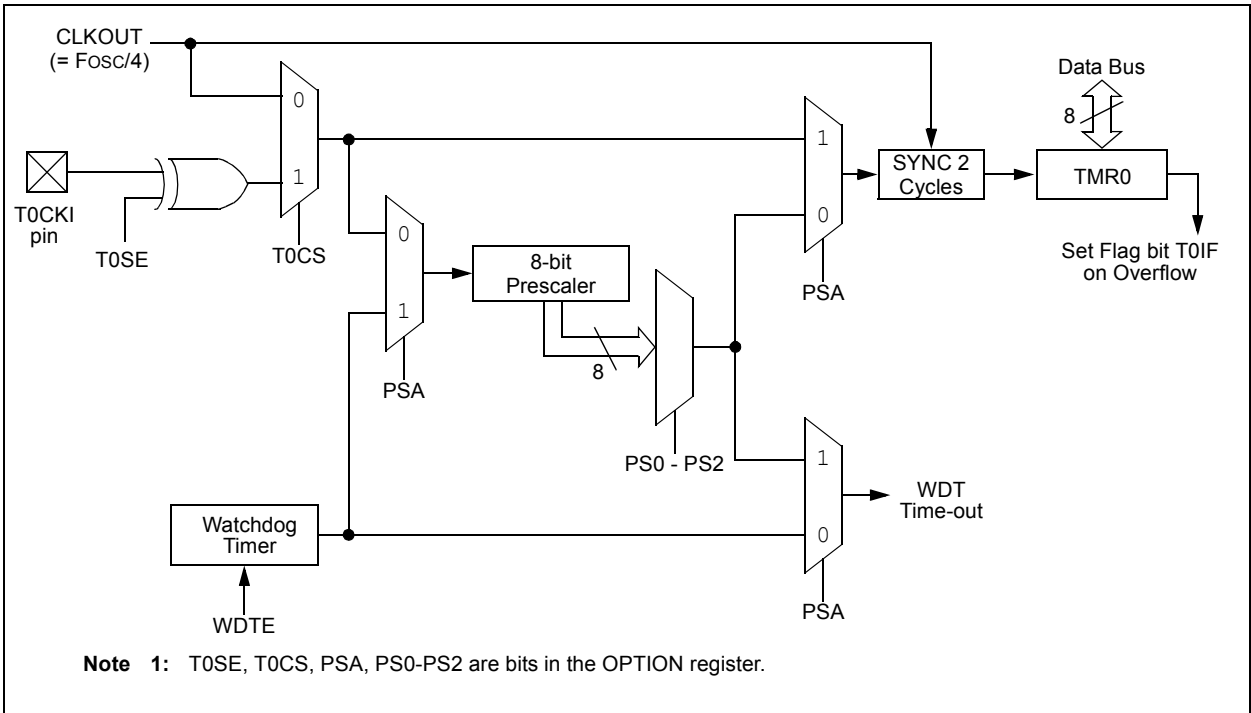 CLKOUT
(= FOSC/4)
Data Bus
8
0
1
1
0
SYNC 2
Cycles
TMR0
T0CKI
pin
T0SE
T0CS
0
1
8-bit
Prescaler
PSA
Set Flag bit T0IF
on Overflow
8
PSA
PS0 - PS2
1
0
WDT
Time-out
Watchdog
Timer
WDTE
PSA
Note 1: T0SE, T0CS, PSA, PS0-PS2 are bits in the OPTION register.